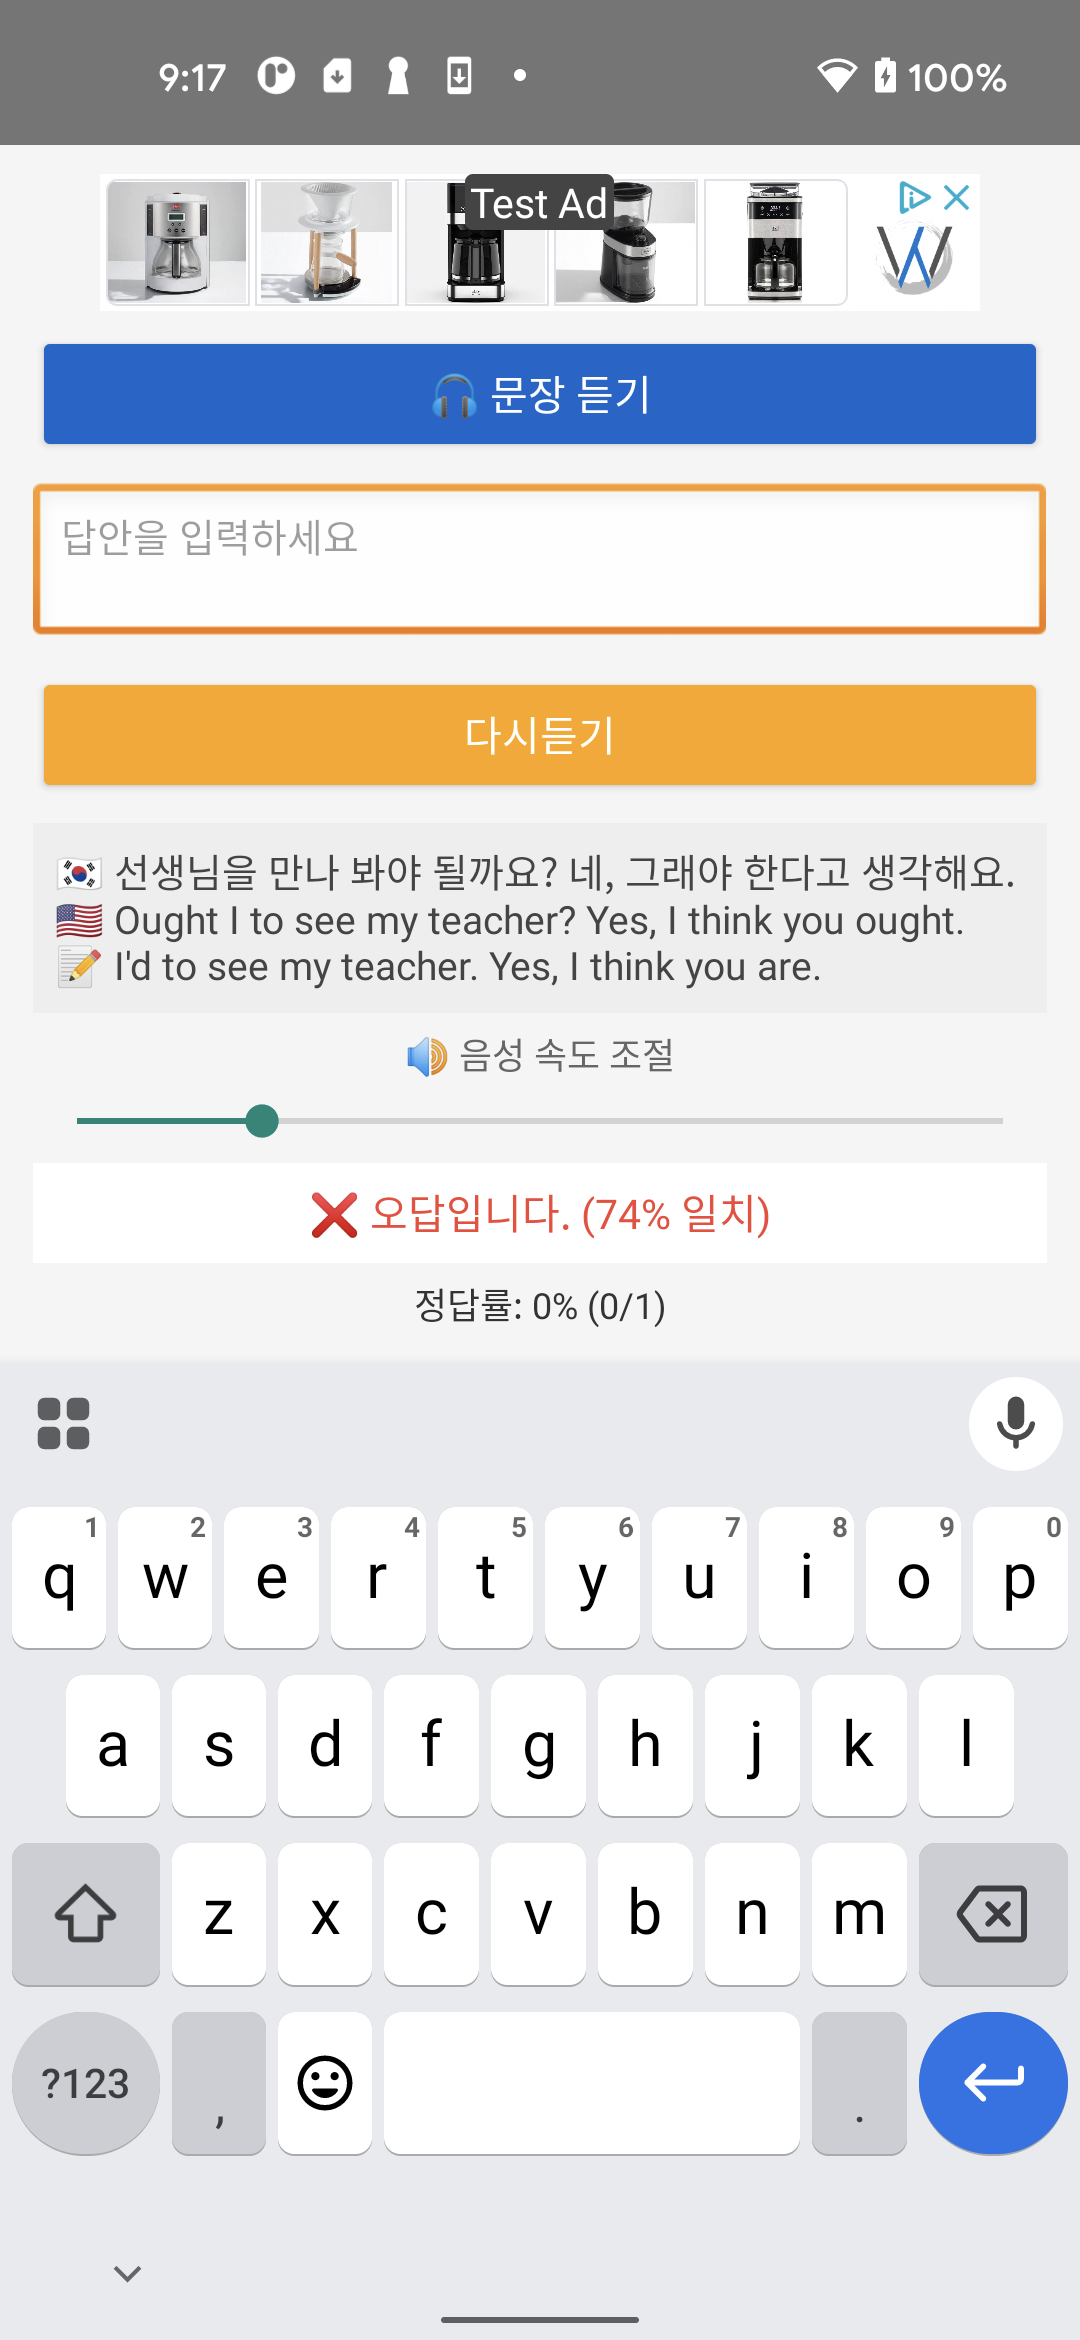 9:17
100%
Test Ad
🎧 문장 듣기
답안을 입력하세요
다시듣기
🇰🇷 선생님을 만나 봐야 될까요? 네, 그래야 한다고 생각해요.
🇺🇸 Ought I to see my teacher? Yes, I think you ought.
📝 I'd to see my teacher. Yes, I think you are.
🔊 음성 속도 조절
❌ 오답입니다. (74% 일치)
정답률: 0% (0/1)
1 2 3 4 5 6 7 8 9 0
q w e r t y u i o p
a s d f g h j k l
z x c v b n m
?123 , .